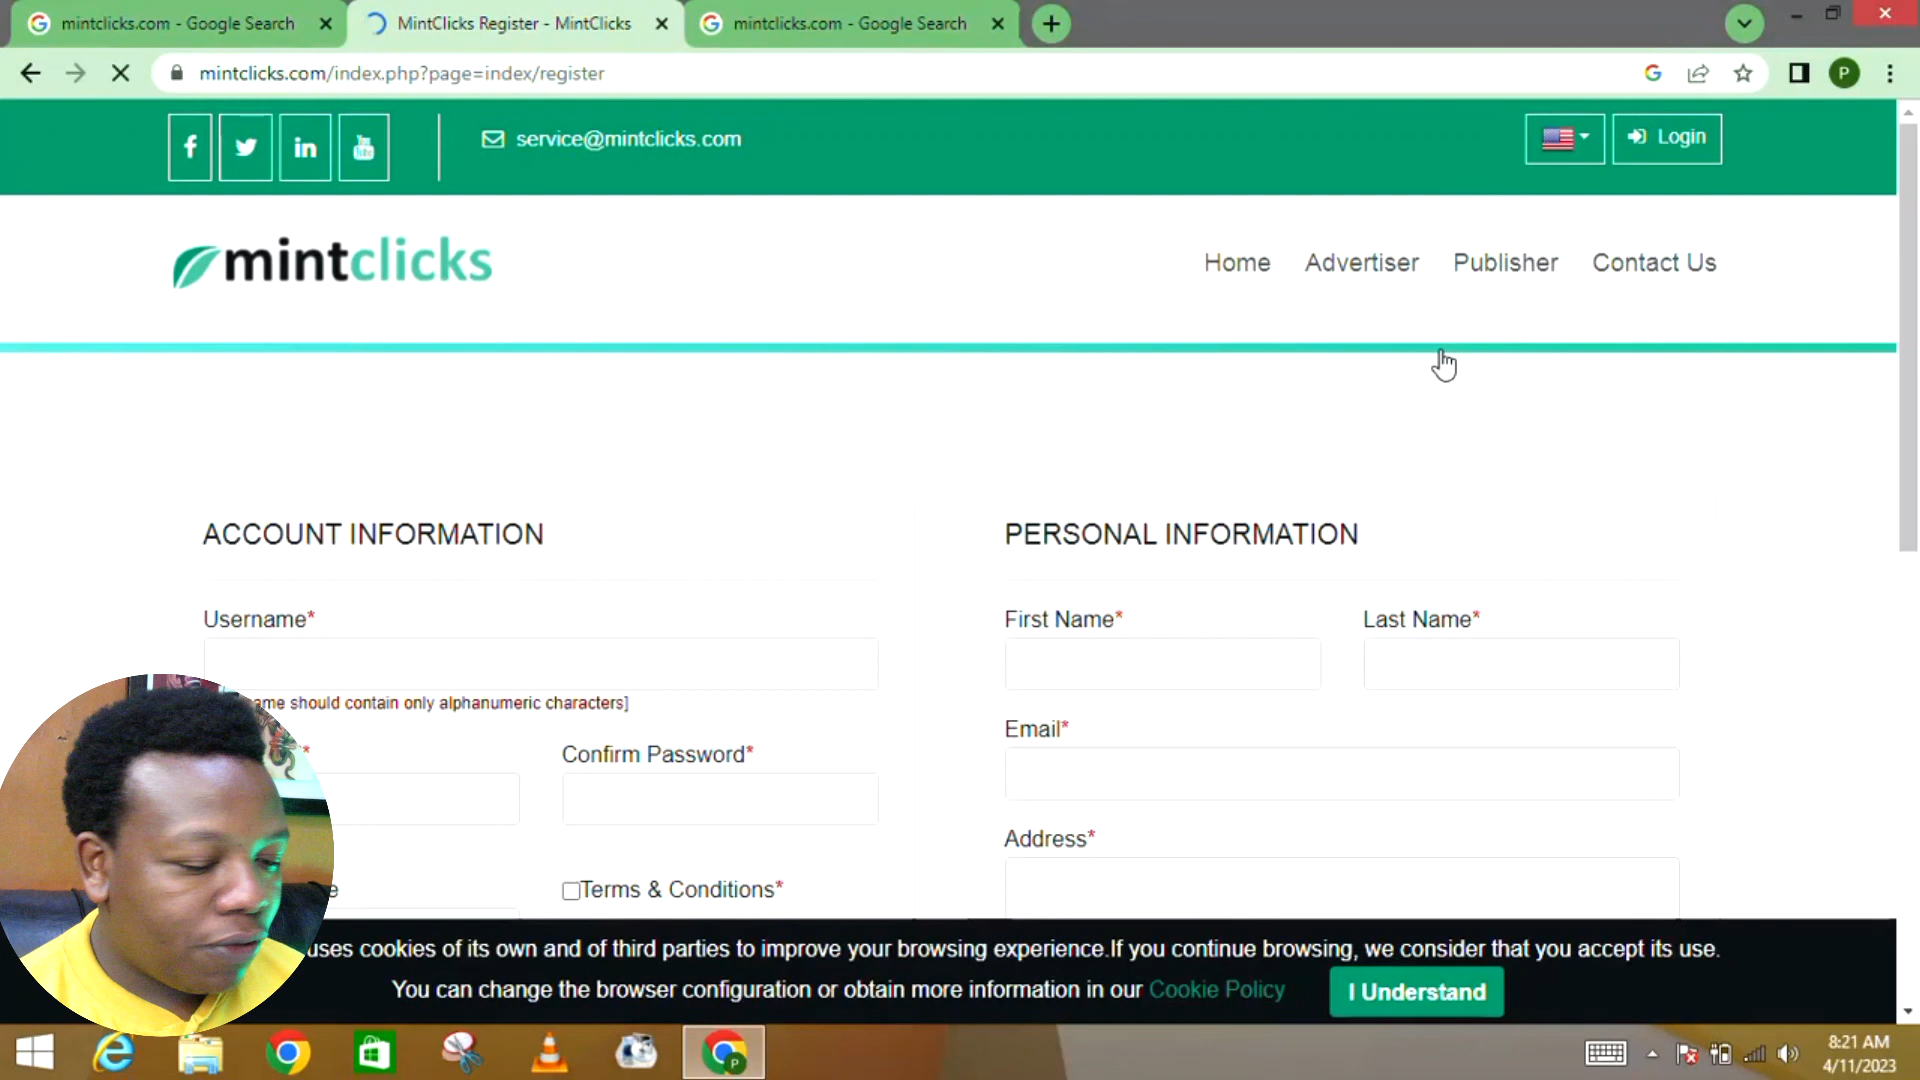 mintclicks.com - Google Search
MintClicks Register - MintClicks
mintclicks.com - Google Search
mintclicks.com/index.php?page=index/register
P
service@mintclicks.com
Login
mintclicks
Home
Advertiser
Publisher
Contact Us
ACCOUNT INFORMATION
PERSONAL INFORMATION
Username*
First Name*
Last Name*
should contain only alphanumeric characters]
Email*
Confirm Password*
Address*
Terms & Conditions*
uses cookies of its own and of third parties to improve your browsing experience.If you continue browsing, we consider that you accept its use.
You can change the browser configuration or obtain more information in our Cookie Policy
I Understand
8:21 AM
4/11/2023